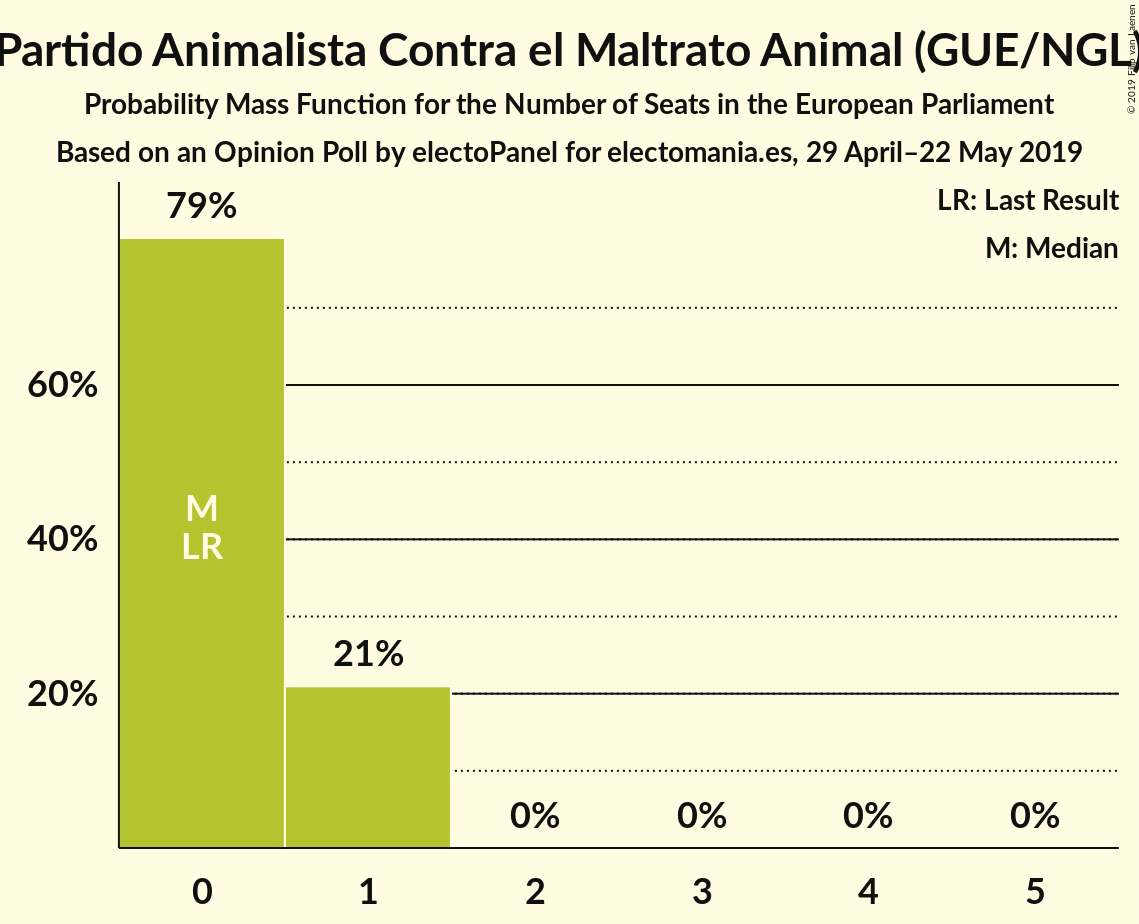 Partido Animalista Contra el Maltrato Animal (GUE/NGL)
© 2019 Filip van Laenen
Probability Mass Function for the Number of Seats in the European Parliament
Based on an Opinion Poll by electoPanel for electomania.es, 29 April–22 May 2019
LR: Last Result
M: Median
79%
60%
M
LR
40%
21%
20%
0% 0% 0% 0%
0 1 2 3 4 5